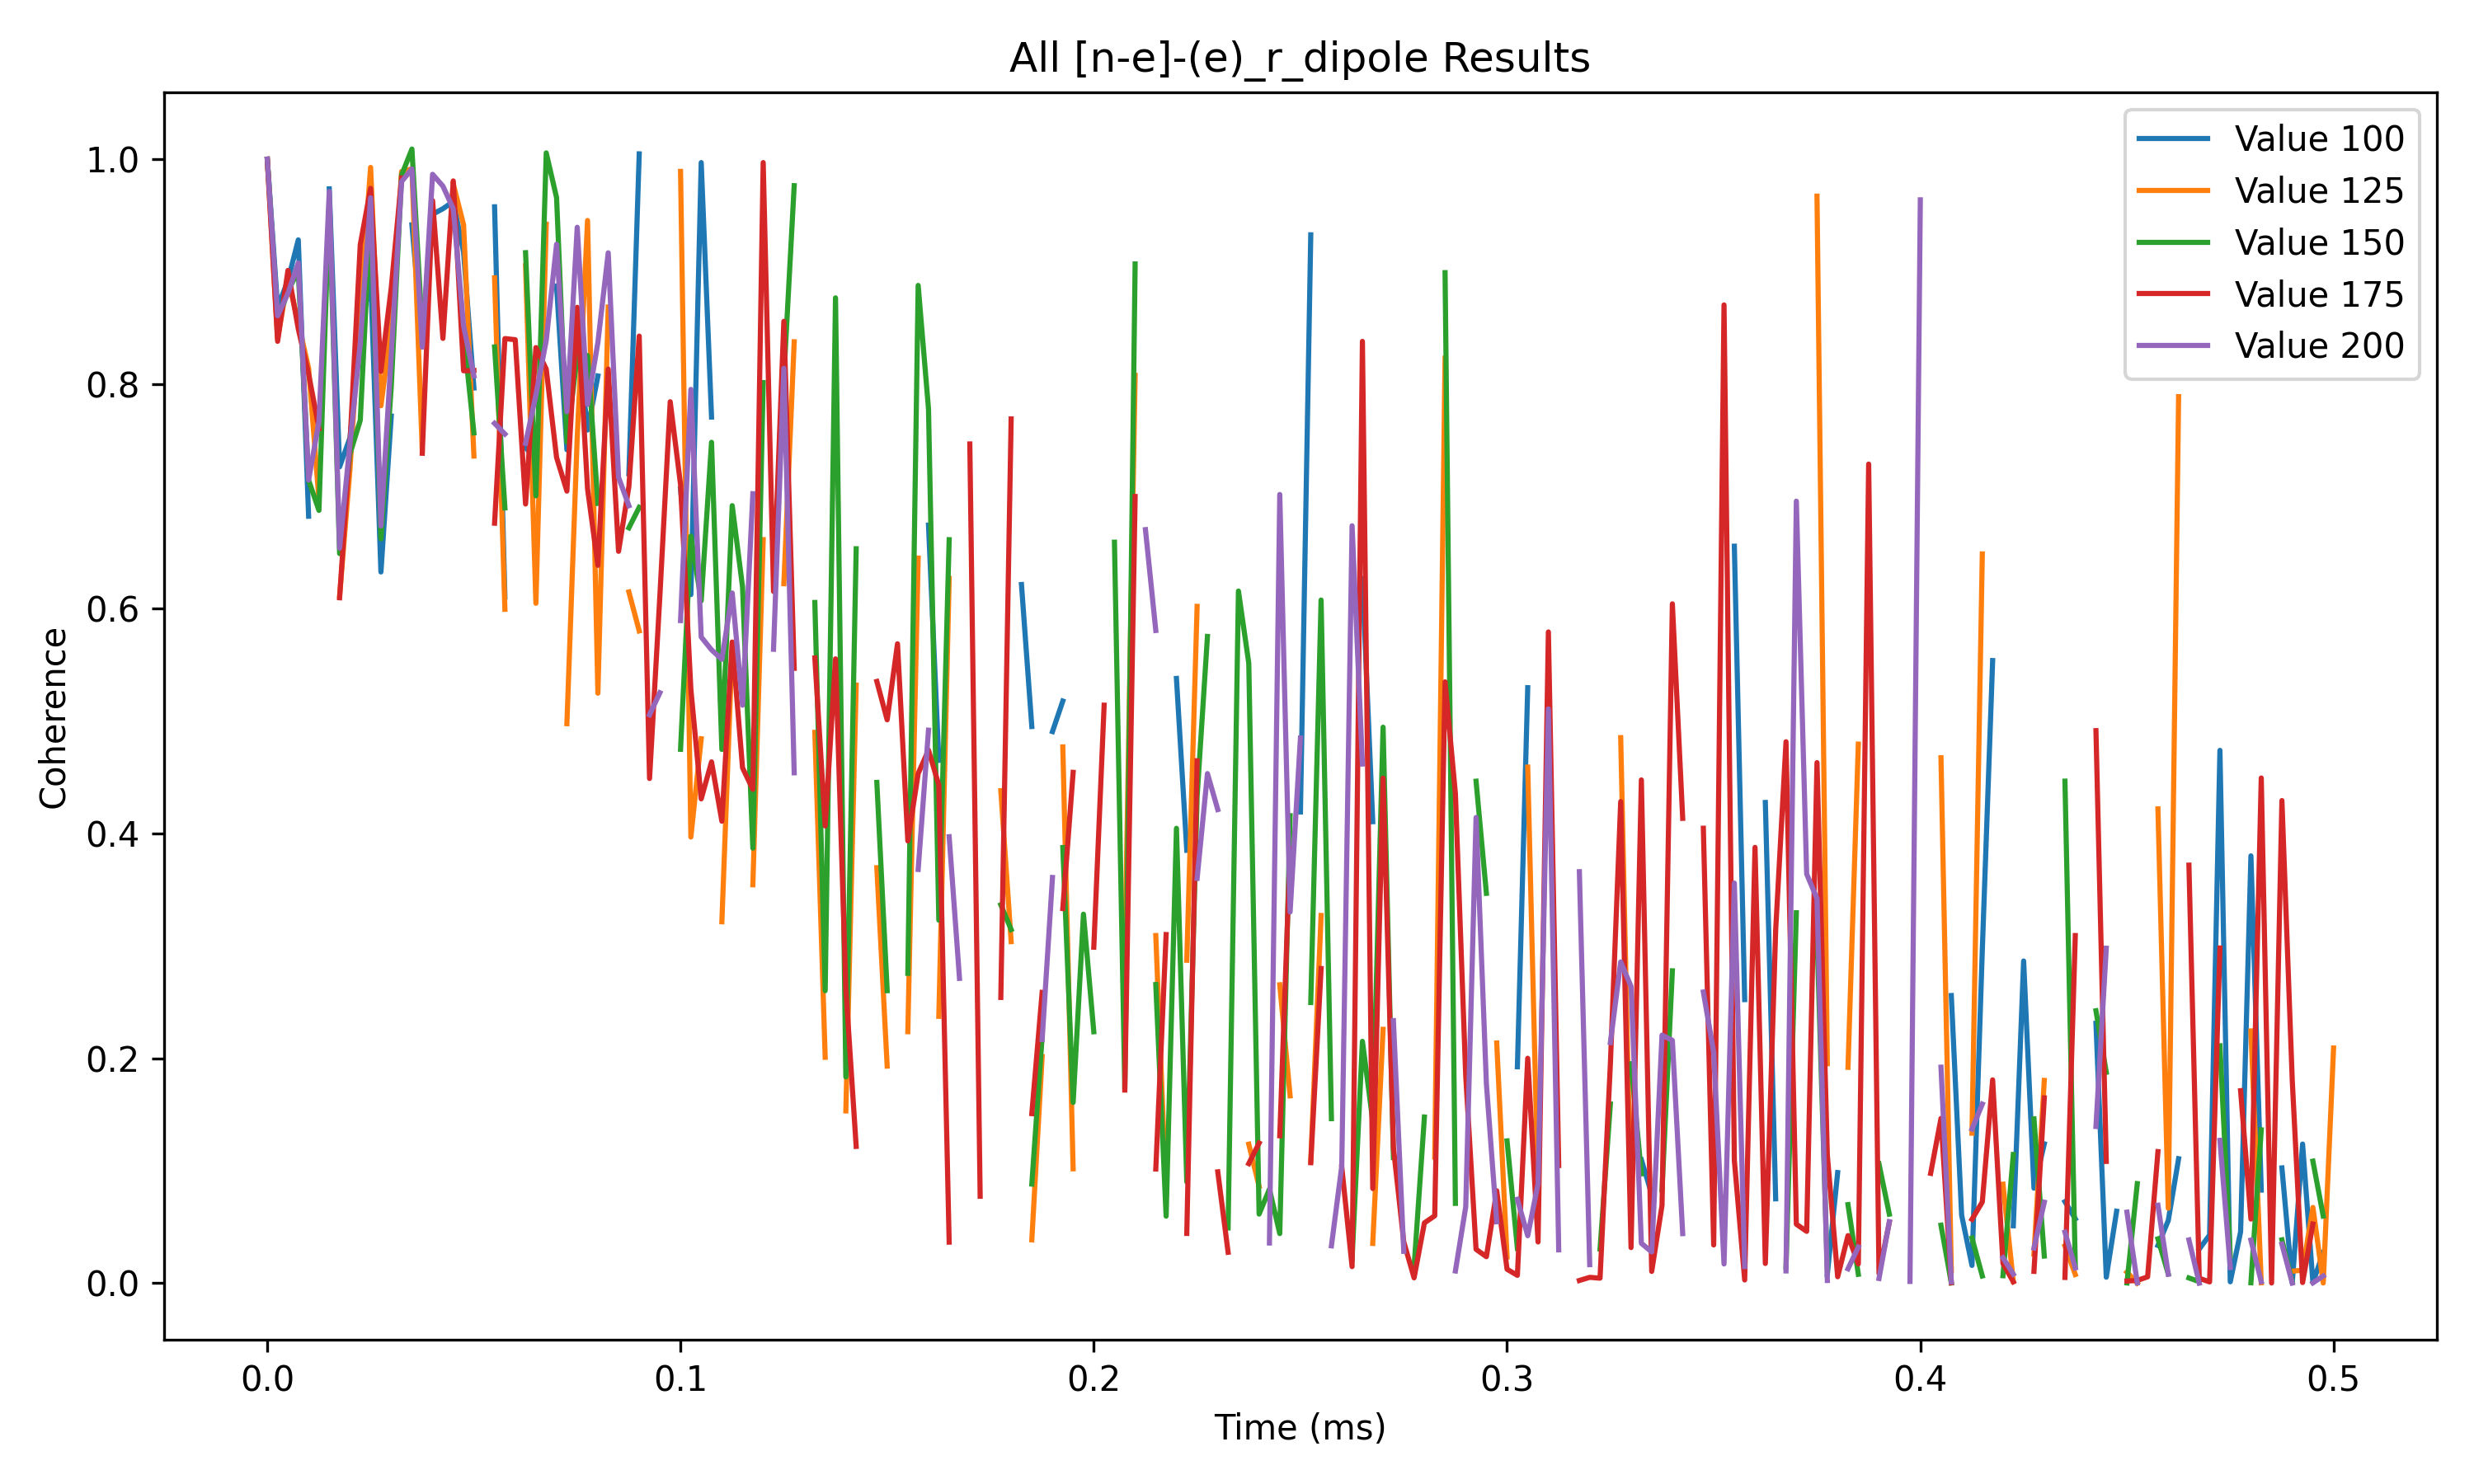 All [n-e]-(e)_r_dipole Results
Value 100
Value 125
Value 150
Value 175
Value 200
Coherence
1.0
0.8
0.6
0.4
0.2
0.0
0.0 0.1 0.2 0.3 0.4 0.5
Time (ms)